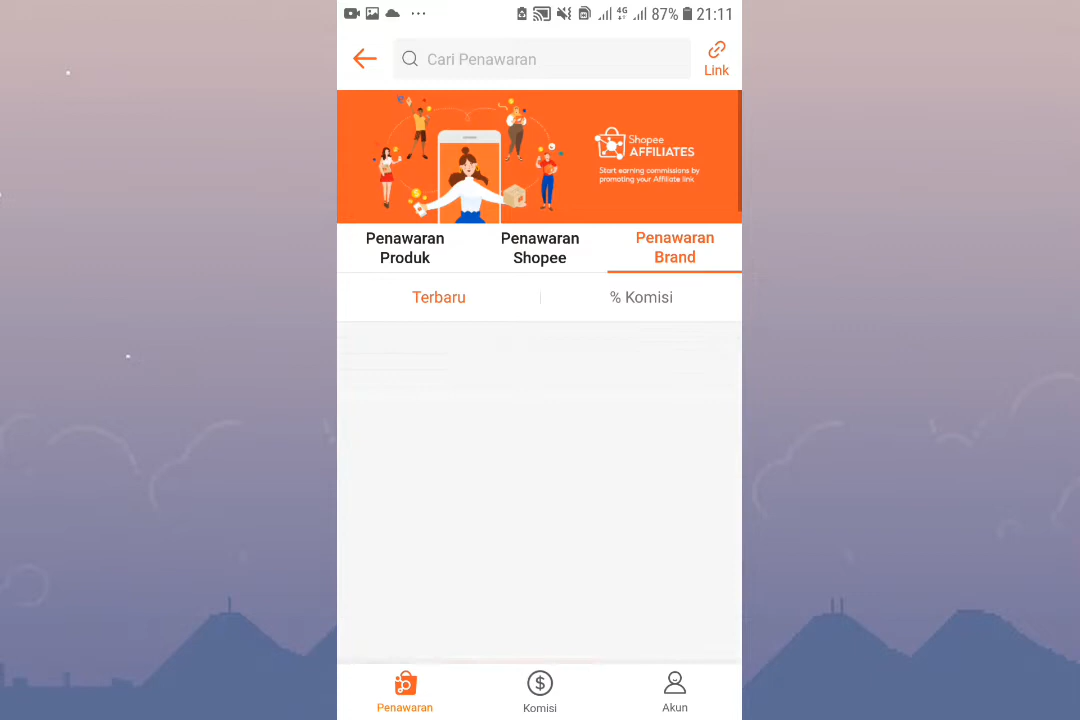 4G 87% 21:11
Cari Penawaran
Link
Shopee
AFFILIATES
Start earning commissions by
promoting your Affiliate link
Penawaran Produk
Penawaran Shopee
Penawaran Brand
Terbaru
% Komisi
Penawaran
Komisi
Akun